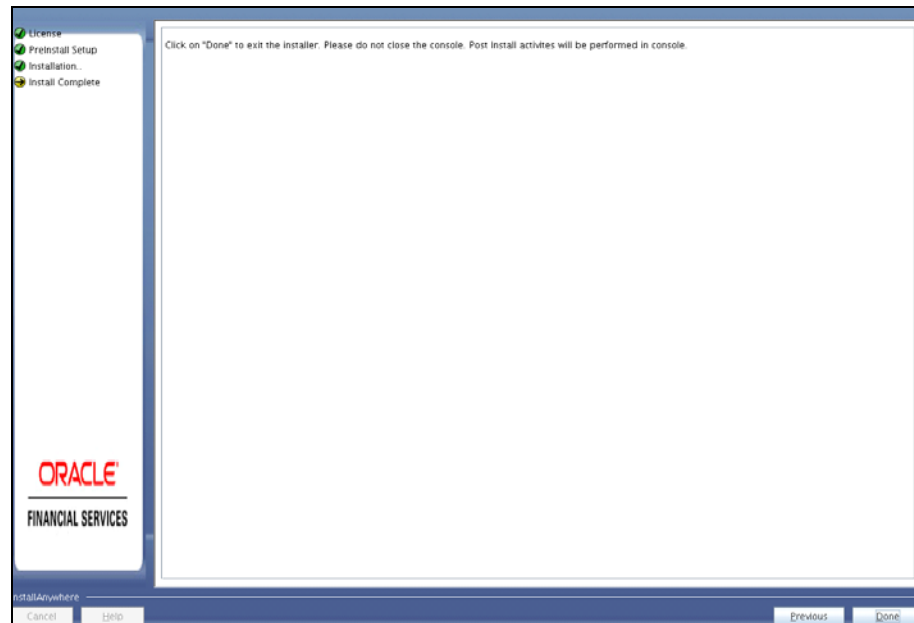 License
Preinstall Setup
Installation..
Install Complete
Click on "Done" to exit the installer. Please do not close the console. Post Install activites will be performed in console.
ORACLE
FINANCIAL SERVICES
nstallAnywhere
Cancel
Help
Previous
Done